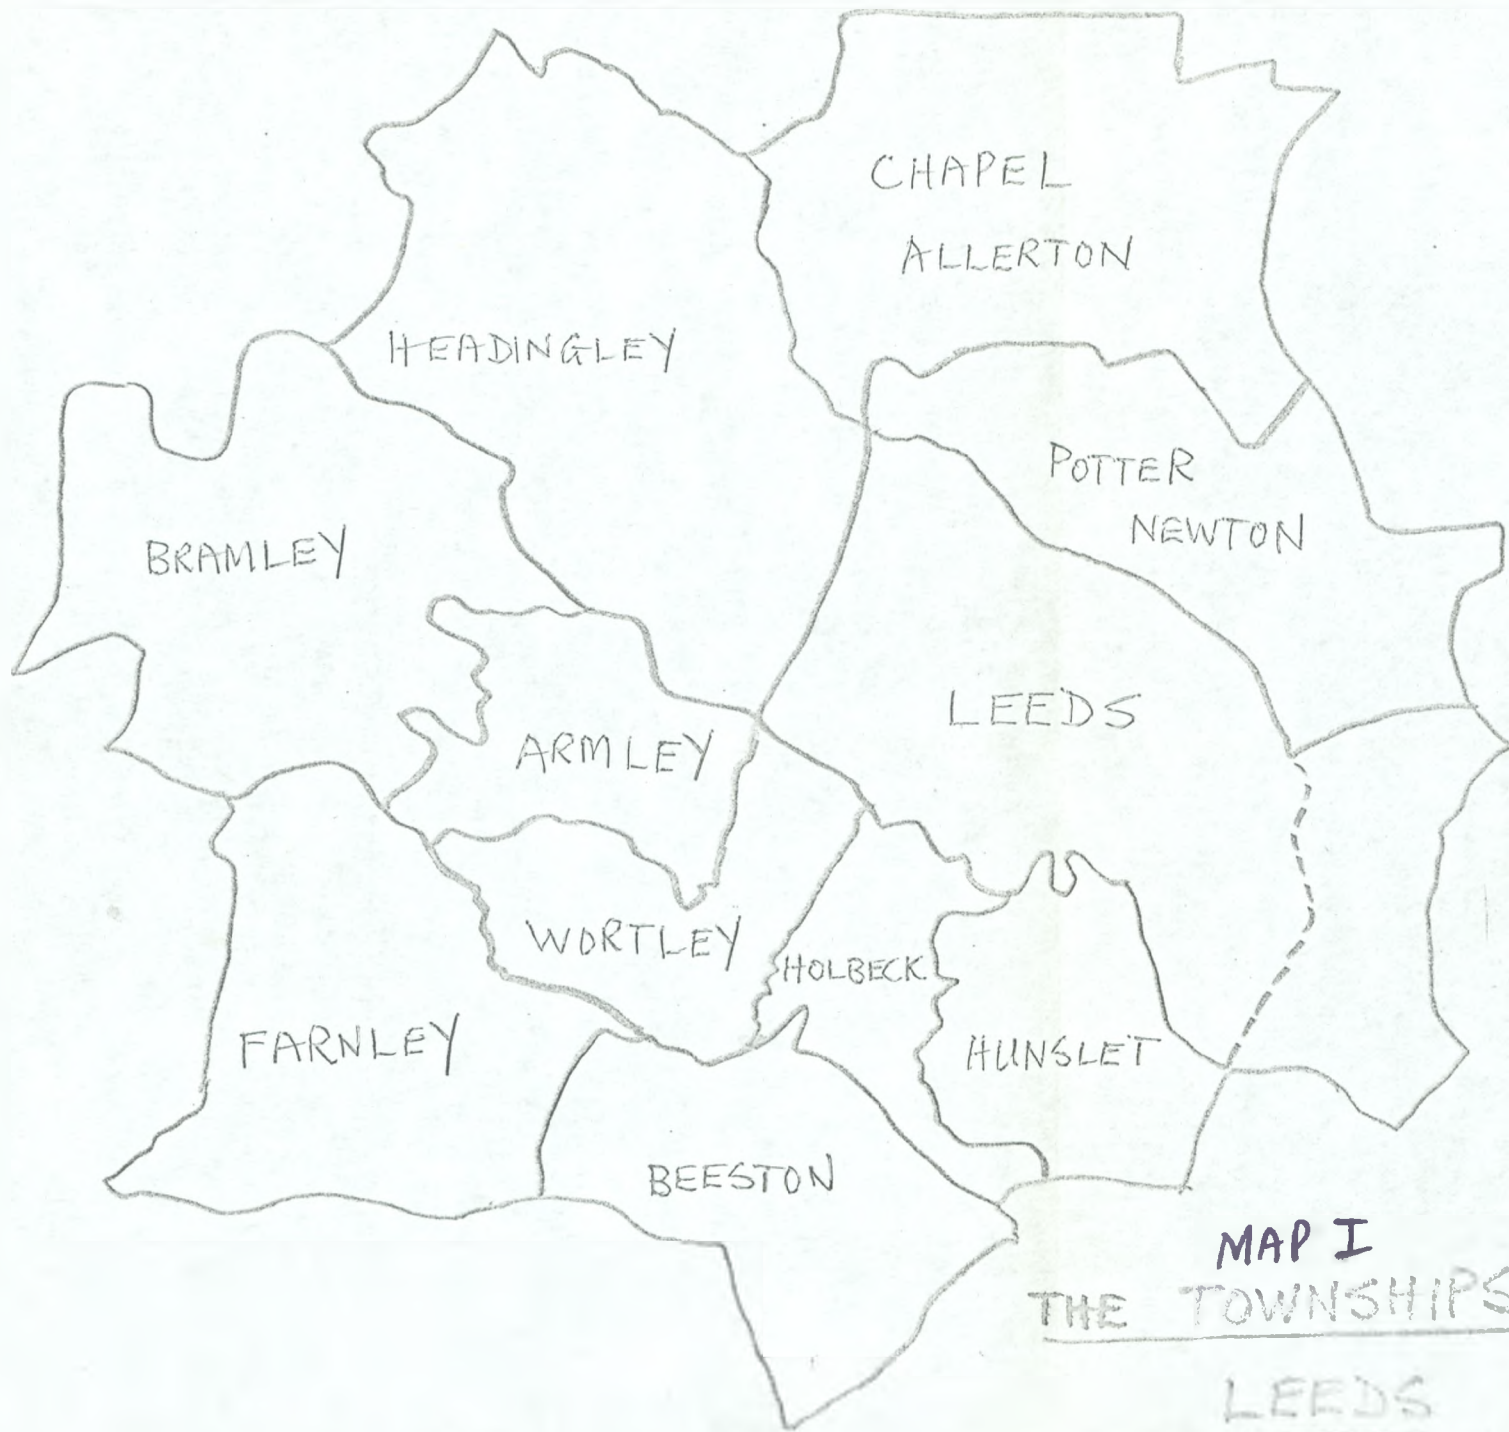 CHAPEL
ALLERTON
HEADINGLEY
POTTER
NEWTON
BRAMLEY
LEEDS
ARMLEY
WORTLEY
HOLBECK
FARNLEY
HUNSLET
BEESTON
MAP I
THE TOWNSHIPS
LEEDS